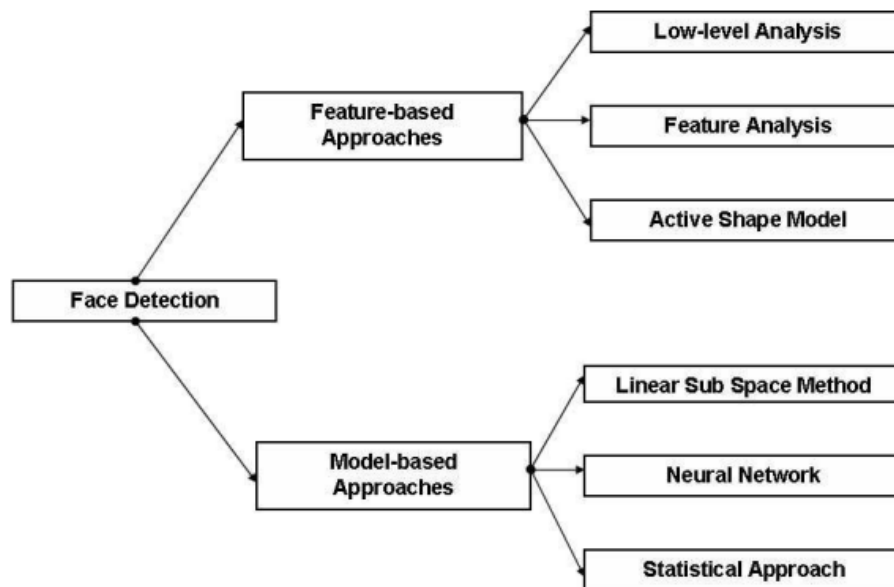 Low-level Analysis
Feature-based
Approaches
Feature Analysis
Active Shape Model
Face Detection
Linear Sub Space Method
Model-based
Approaches
Neural Network
Statistical Approach